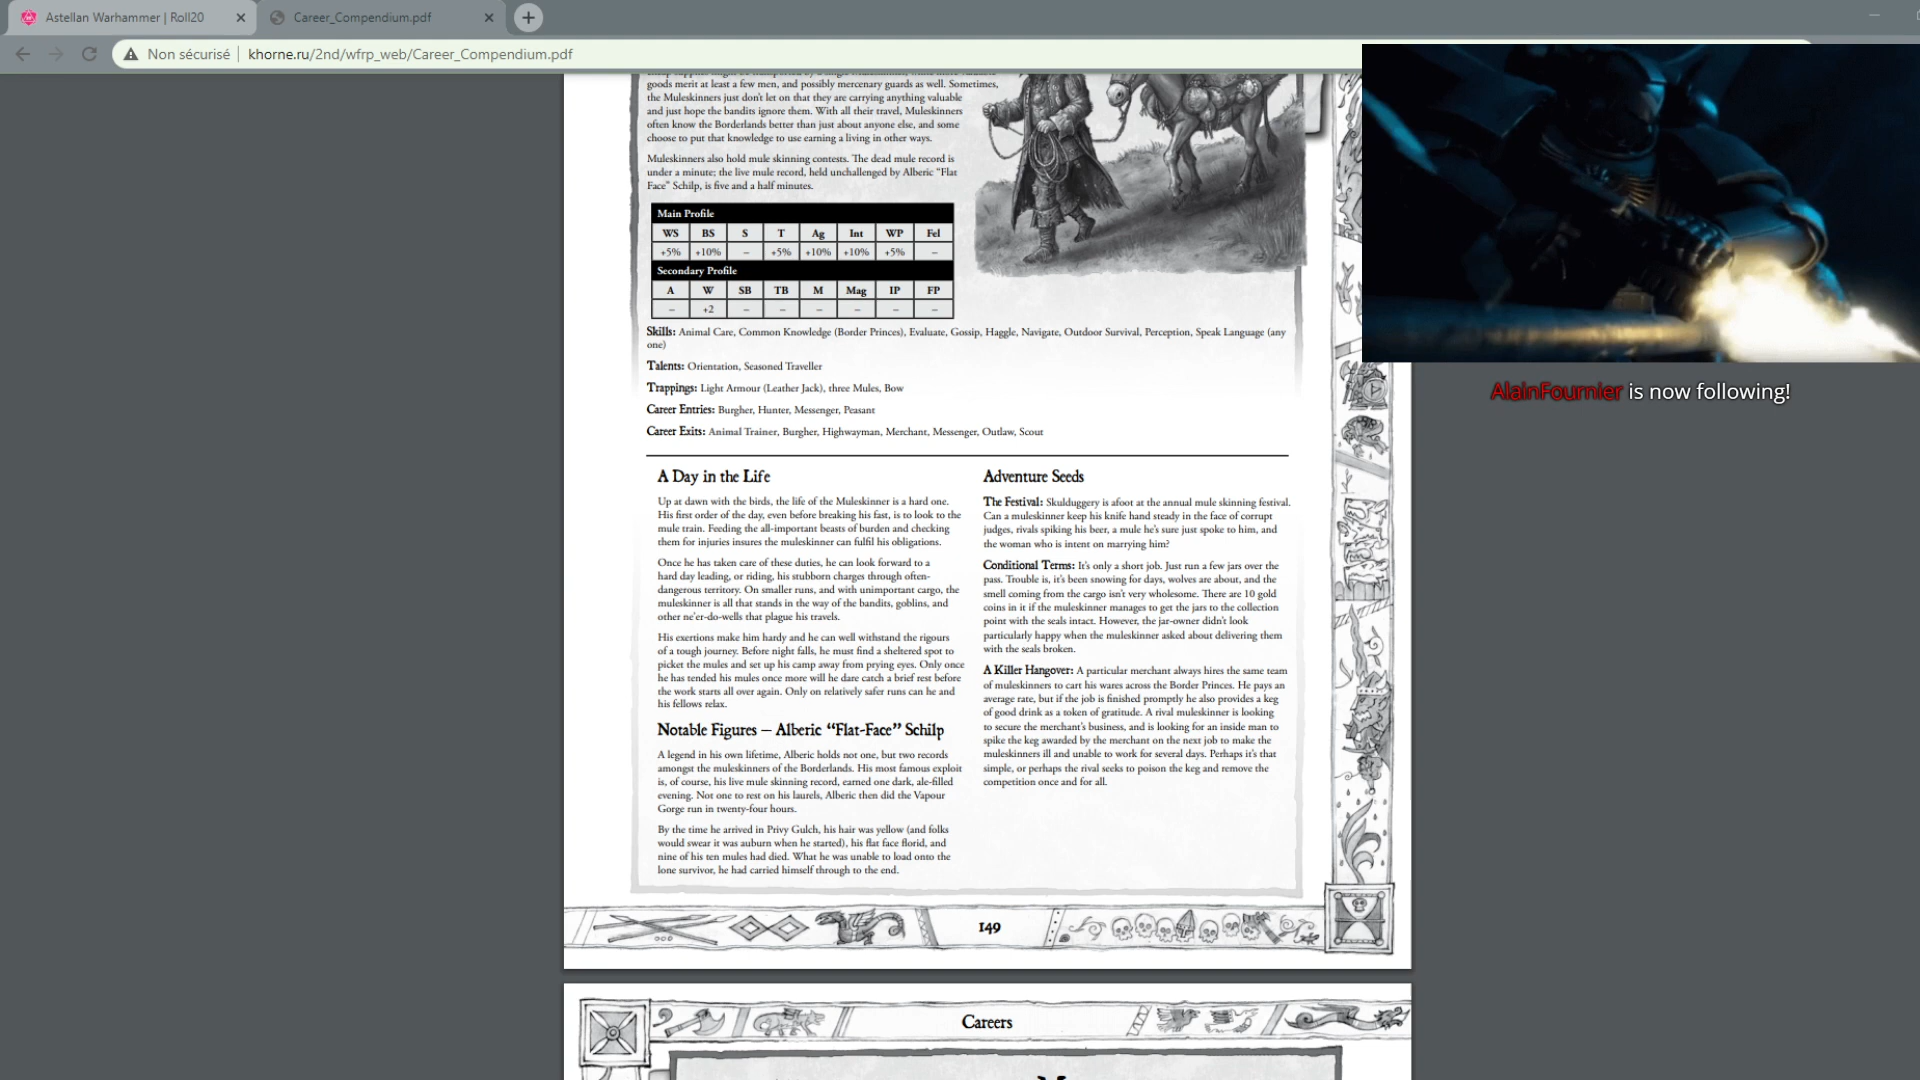 Astellan Warhammer | Roll20
Career_Compendium.pdf
Non sécurisé
khorne.ru/2nd/wfrp_web/Career_Compendium.pdf
goods merit at least a few men, and possibly mercenary guards as well. Sometimes,
the Muleskinners just don't let on that they are carrying anything valuable
and just hope the bandits ignore them. With all their travel, Muleskinners
often know the Borderlands better than just about anyone else, and some
choose to put that knowledge to use earning a living in other ways.
Muleskinners also hold mule skinning contests. The dead mule record is
under a minute; the live mule record, held unchallenged by Alberic "Flat
Face" Schilp, is five and a half minutes.
Main Profile
WS BS S T Ag Int WP Fel
+5% +10% – +5% +10% +10% +5% –
Secondary Profile
A W SB TB M Mag IP FP
– +2 – – – – – –
Skills: Animal Care, Common Knowledge (Border Princes), Evaluate, Gossip, Haggle, Navigate, Outdoor Survival, Perception, Speak Language (any
one)
Talents: Orientation, Seasoned Traveller
Trappings: Light Armour (Leather Jack), three Mules, Bow
Career Entries: Burgher, Hunter, Messenger, Peasant
Career Exits: Animal Trainer, Burgher, Highwayman, Merchant, Messenger, Outlaw, Scout
A Day in the Life
Up at dawn with the birds, the life of the Muleskinner is a hard one.
His first order of the day, even before breaking his fast, is to look to the
mule train. Feeding the all-important beasts of burden and checking
them for injuries insures the muleskinner can fulfil his obligations.
Once he has taken care of these duties, he can look forward to a
hard day leading, or riding, his stubborn charges through often-
dangerous territory. On smaller runs, and with unimportant cargo, the
muleskinner is all that stands in the way of the bandits, goblins, and
other ne'er-do-wells that plague his travels.
His exertions make him hardy and he can well withstand the rigours
of a tough journey. Before night falls, he must find a sheltered spot to
picket the mules and set up his camp away from prying eyes. Only once
he has tended his mules once more will he dare catch a brief rest before
the work starts all over again. Only on relatively safer runs can he and
his fellows relax.
Notable Figures – Alberic "Flat-Face" Schilp
A legend in his own lifetime, Alberic holds not one, but two records
amongst the muleskinners of the Borderlands. His most famous exploit
is, of course, his live mule skinning record, earned one dark, ale-filled
evening. Not one to rest on his laurels, Alberic then did the Vapour
Gorge run in twenty-four hours.
By the time he arrived in Privy Gulch, his hair was yellow (and folks
would swear it was auburn when he started), his flat face florid, and
nine of his ten mules had died. What he was unable to load onto the
lone survivor, he had carried himself through to the end.
Adventure Seeds
The Festival: Skulduggery is afoot at the annual mule skinning festival.
Can a muleskinner keep his knife hand steady in the face of corrupt
judges, rivals spiking his beer, a mule he's sure just spoke to him, and
the woman who is intent on marrying him?
Conditional Terms: It's only a short job. Just run a few jars over the
pass. Trouble is, it's been snowing for days, wolves are about, and the
smell coming from the cargo isn't very wholesome. There are 10 gold
coins in it if the muleskinner manages to get the jars to the collection
point with the seals intact. However, the jar-owner didn't look
particularly happy when the muleskinner asked about delivering them
with the seals broken.
A Killer Hangover: A particular merchant always hires the same team
of muleskinners to cart his wares across the Border Princes. He pays an
average rate, but if the job is finished promptly he also provides a keg
of good drink as a token of gratitude. A rival muleskinner is looking
to secure the merchant's business, and is looking for an inside man to
spike the keg awarded by the merchant on the next job to make the
muleskinners ill and unable to work for several days. Perhaps it's that
simple, or perhaps the rival seeks to poison the keg and remove the
competition once and for all.
149
Careers
AlainFournier is now following!